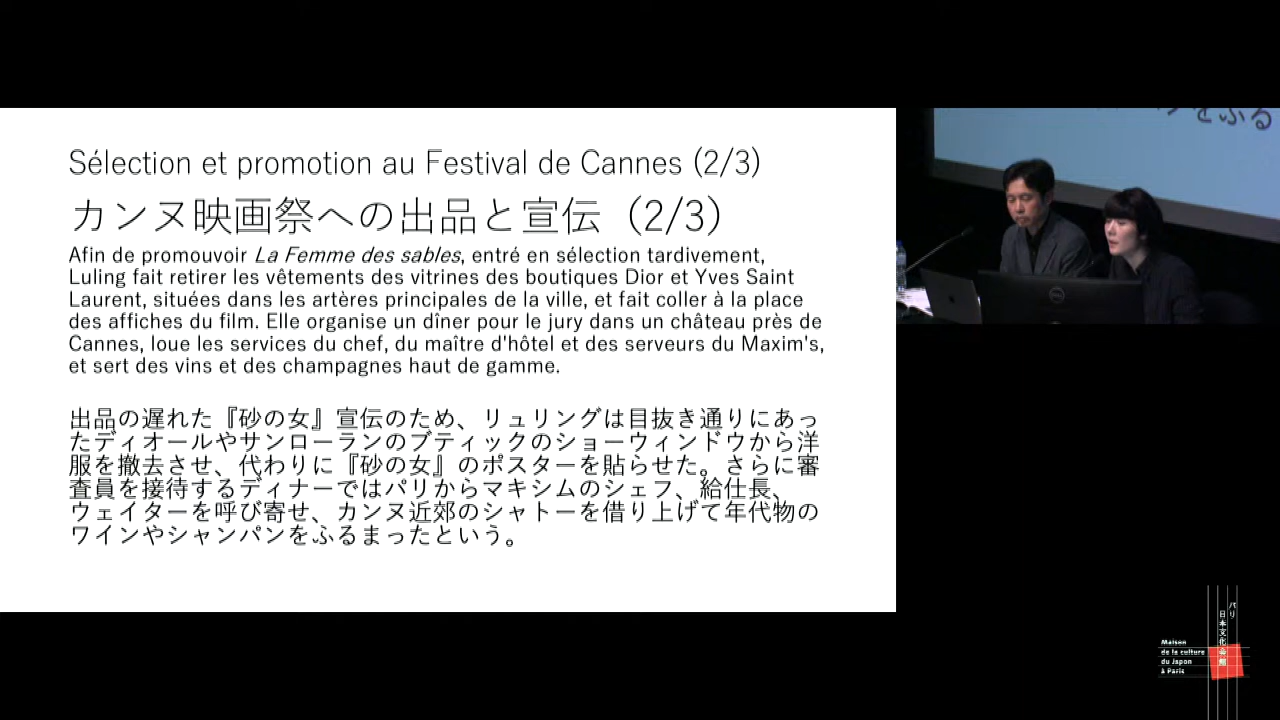 Sélection et promotion au Festival de Cannes (2/3)
カンヌ映画祭への出品と宣伝（2/3）
Afin de promouvoir La Femme des sables, entré en sélection tardivement,
Luling fait retirer les vêtements des vitrines des boutiques Dior et Yves Saint
Laurent, situées dans les artères principales de la ville, et fait coller à la place
des affiches du film. Elle organise un dîner pour le jury dans un château près de
Cannes, loue les services du chef, du maître d'hôtel et des serveurs du Maxim's,
et sert des vins et des champagnes haut de gamme.
出品の遅れた『砂の女』宣伝のため、リュリングは目抜き通りにあっ
たディオールやサンローランのブティックのショーウィンドウから洋
服を撤去させ、代わりに『砂の女』のポスターを貼らせた。さらに審
査員を接待するディナーではパリからマキシムのシェフ、給仕長、
ウェイターを呼び寄せ、カンヌ近郊のシャトーを借り上げて年代物の
ワインやシャンパンをふるまったという。
をふる
DELL
Maison
de la culture
du Japon
à Paris
パリ
日本文化会館